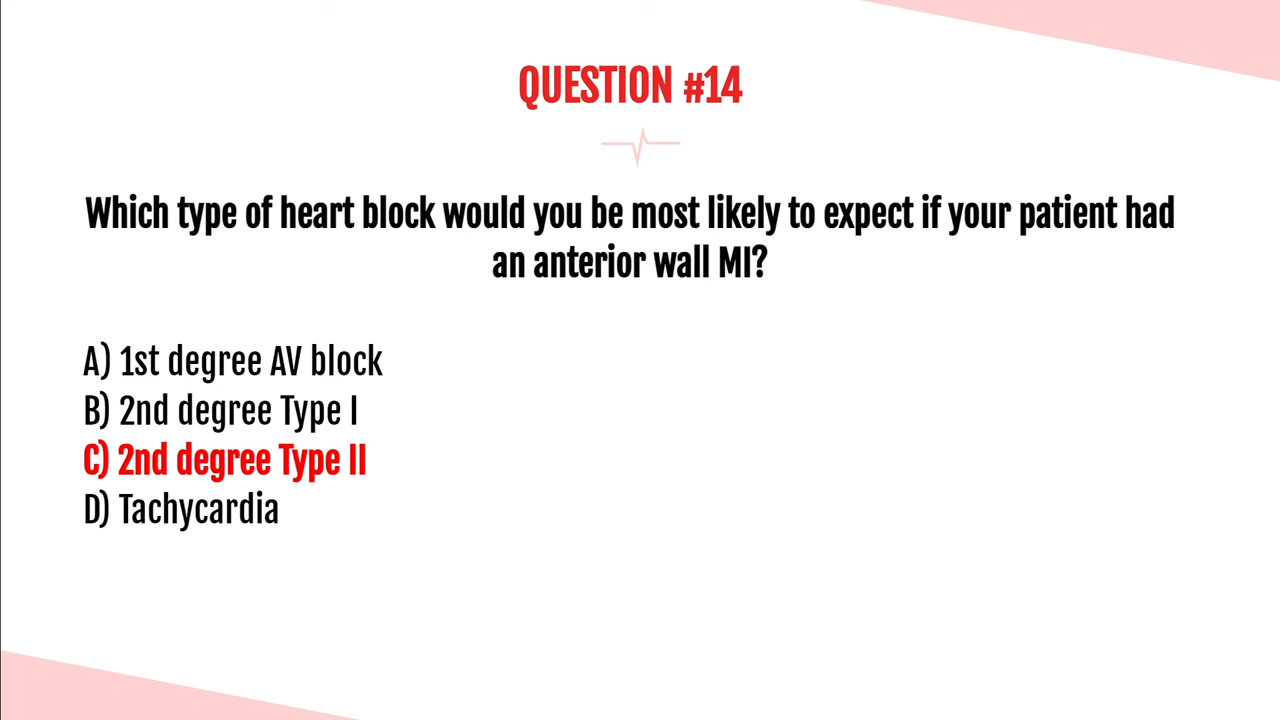 QUESTION #14
Which type of heart block would you be most likely to expect if your patient had
an anterior wall MI?
A) 1st degree AV block
B) 2nd degree Type I
C) 2nd degree Type II
D) Tachycardia